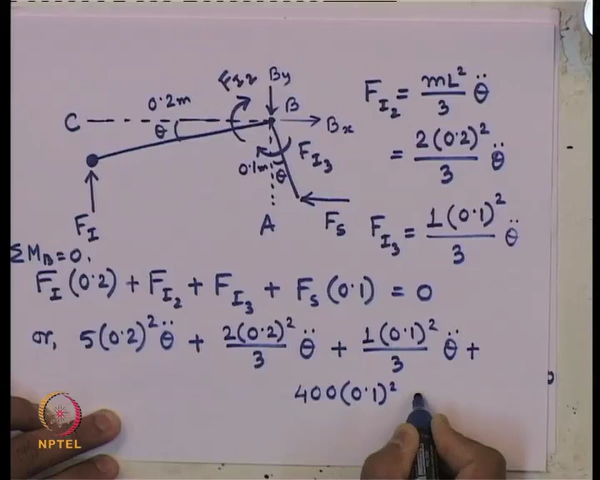 F_I2 By
0.2m B
C θ Bx
F_I3
0.1m θ
F_I A F_S
F_I2 = mL²/3 θ̈
= 2(0.2)²/3 θ̈
F_I3 = 1(0.1)²/3 θ̈
ΣM_B=0,
F_I(0.2) + F_I2 + F_I3 + F_S(0.1) = 0
or, 5(0.2)²θ̈ + 2(0.2)²/3 θ̈ + 1(0.1)²/3 θ̈ +
400(0.1)²
NPTEL